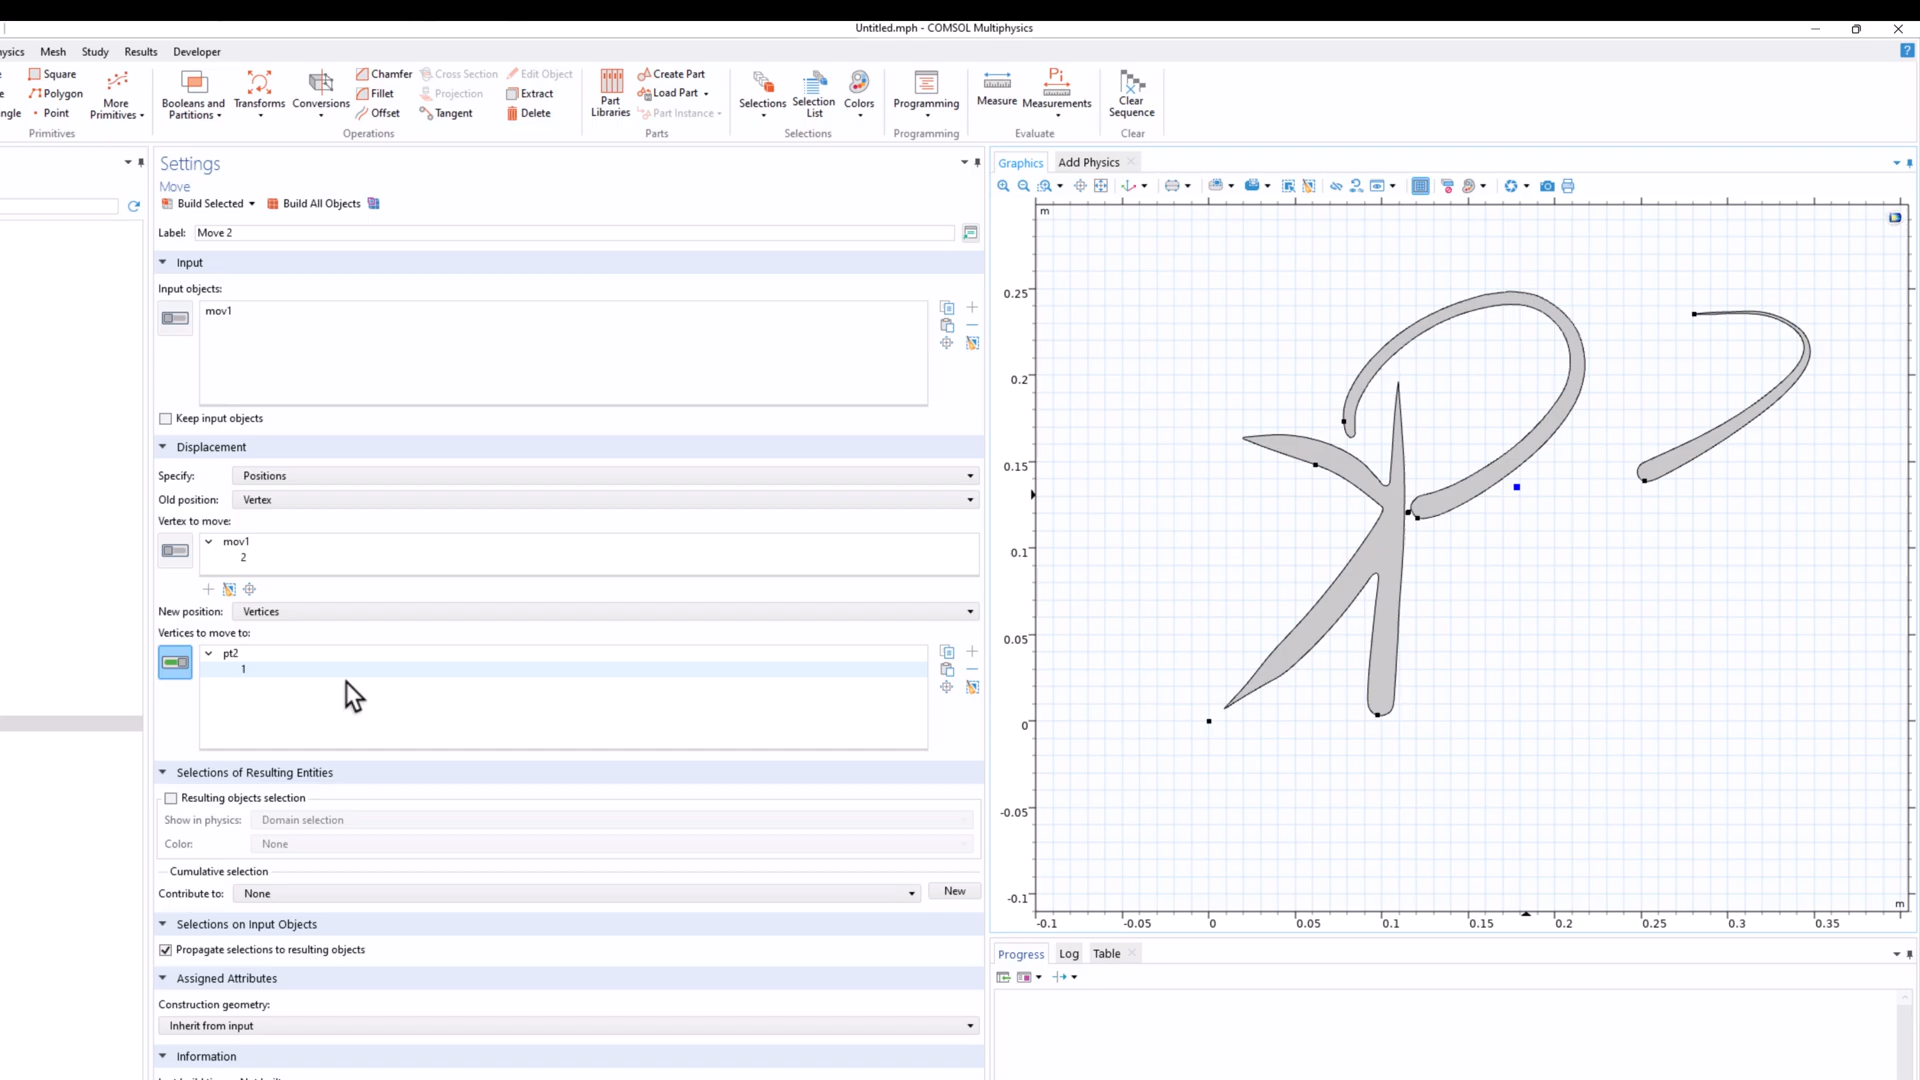 Untitled.mph - COMSOL Multiphysics
Mesh Study Results Developer
Square
Polygon
Point
More Primitives
Primitives
Booleans and Partitions
Transforms
Conversions
Chamfer
Fillet
Offset
Cross Section
Projection
Tangent
Edit Object
Extract
Delete
Operations
Part Libraries
Create Part
Load Part
Part Instance
Parts
Selections
Selection List
Colors
Selections
Programming
Programming
Measure
Pi
Measurements
Evaluate
Clear Sequence
Clear
?
Settings
Move
Build Selected
Build All Objects
Label: Move 2
Input
Input objects:
mov1
Keep input objects
Displacement
Specify: Positions
Old position: Vertex
Vertex to move:
mov1
2
New position: Vertices
Vertices to move to:
pt2
1
Selections of Resulting Entities
Resulting objects selection
Show in physics: Domain selection
Color: None
Cumulative selection
Contribute to: None
New
Selections on Input Objects
Propagate selections to resulting objects
Assigned Attributes
Construction geometry:
Inherit from input
Information
Graphics
Add Physics
m
0.25
0.2
0.15
0.1
0.05
0
-0.05
-0.1
m
-0.1 -0.05 0 0.05 0.1 0.15 0.2 0.25 0.3 0.35
Progress Log Table